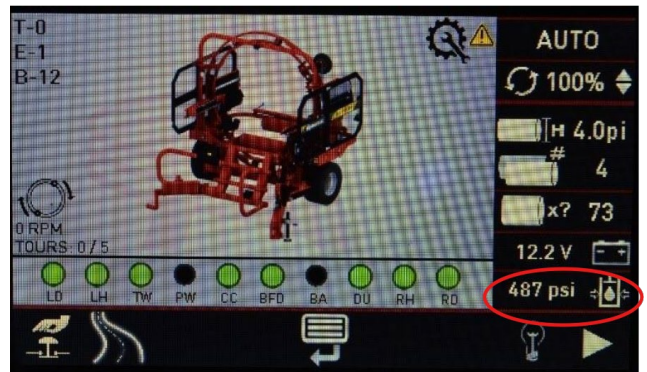 T-0
E-1
B-12
AUTO
100%
H 4.0pi
# 4
x? 73
0 RPM
TOURS: 0 / 5
12.2 V - +
LD LH TW PW CC BFD BA DU RH RD
487 psi